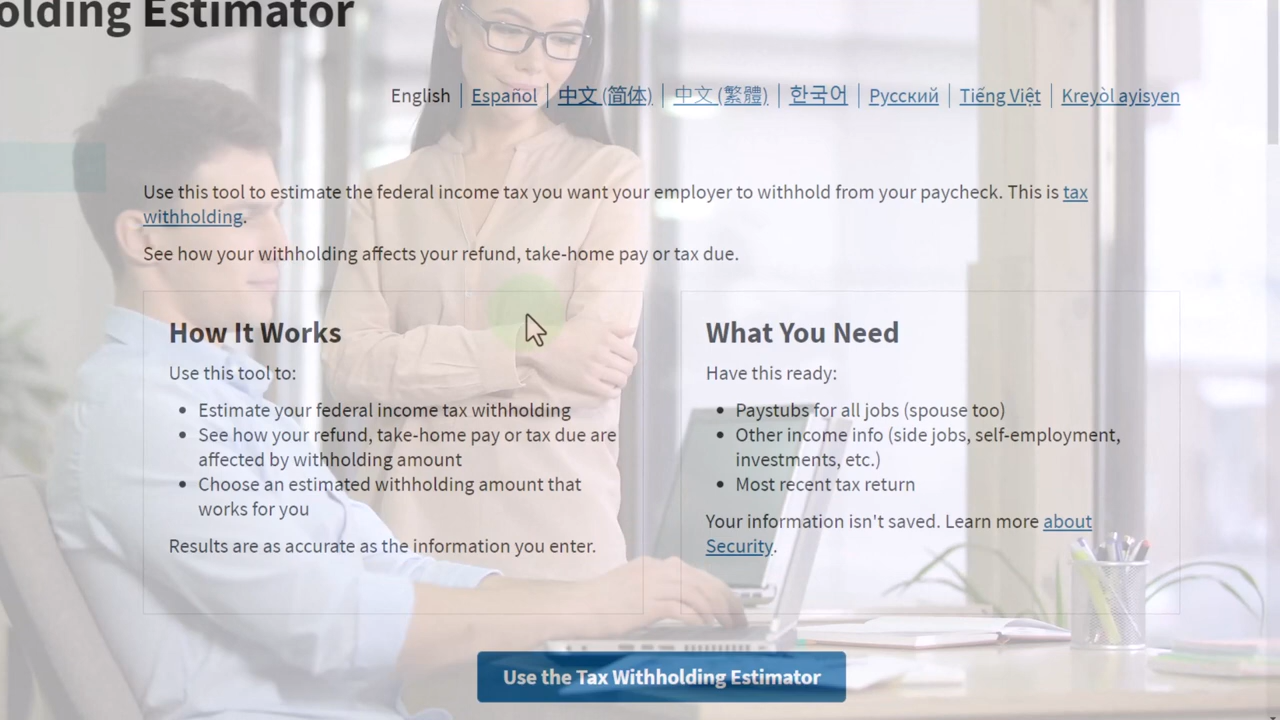 olding Estimator
English | Español | 中文 (简体) | 中文 (繁體) | 한국어 | Русский | Tiếng Việt | Kreyòl ayisyen
Use this tool to estimate the federal income tax you want your employer to withhold from your paycheck. This is tax
withholding.
See how your withholding affects your refund, take-home pay or tax due.
How It Works
Use this tool to:
• Estimate your federal income tax withholding
• See how your refund, take-home pay or tax due are
affected by withholding amount
• Choose an estimated withholding amount that
works for you
Results are as accurate as the information you enter.
What You Need
Have this ready:
• Paystubs for all jobs (spouse too)
• Other income info (side jobs, self-employment,
investments, etc.)
• Most recent tax return
Your information isn't saved. Learn more about
Security.
Use the Tax Withholding Estimator